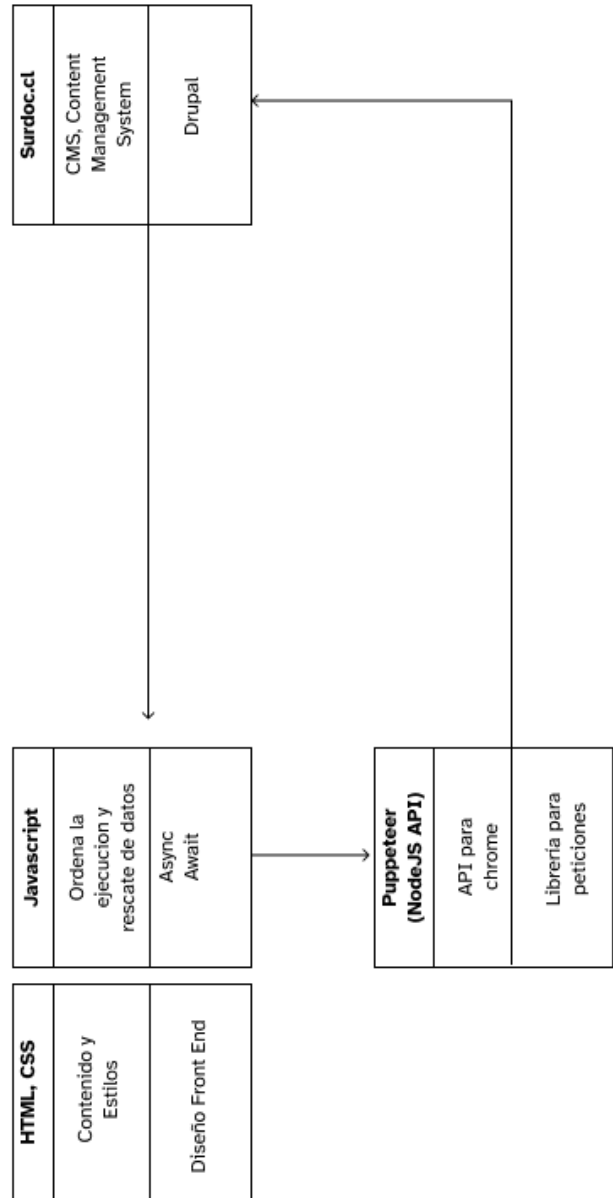 HTML, CSS
Contenido y
Estilos
Diseño Front End
Javascript
Ordena la
ejecucion y
rescate de datos
Async
Await
Surdoc.cl
CMS, Content
Management
System
Drupal
Puppeteer
(NodeJS API)
API para
chrome
Librería para
peticiones